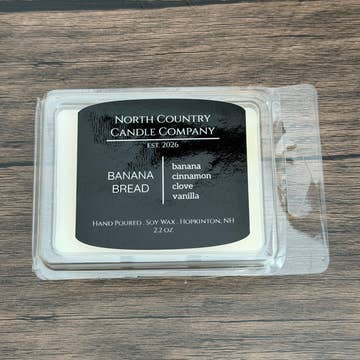 North Country
Candle Company
EST. 2026
BANANA
BREAD
banana
cinnamon
clove
vanilla
Hand Poured . Soy Wax . Hopkinton, NH
2.2 oz